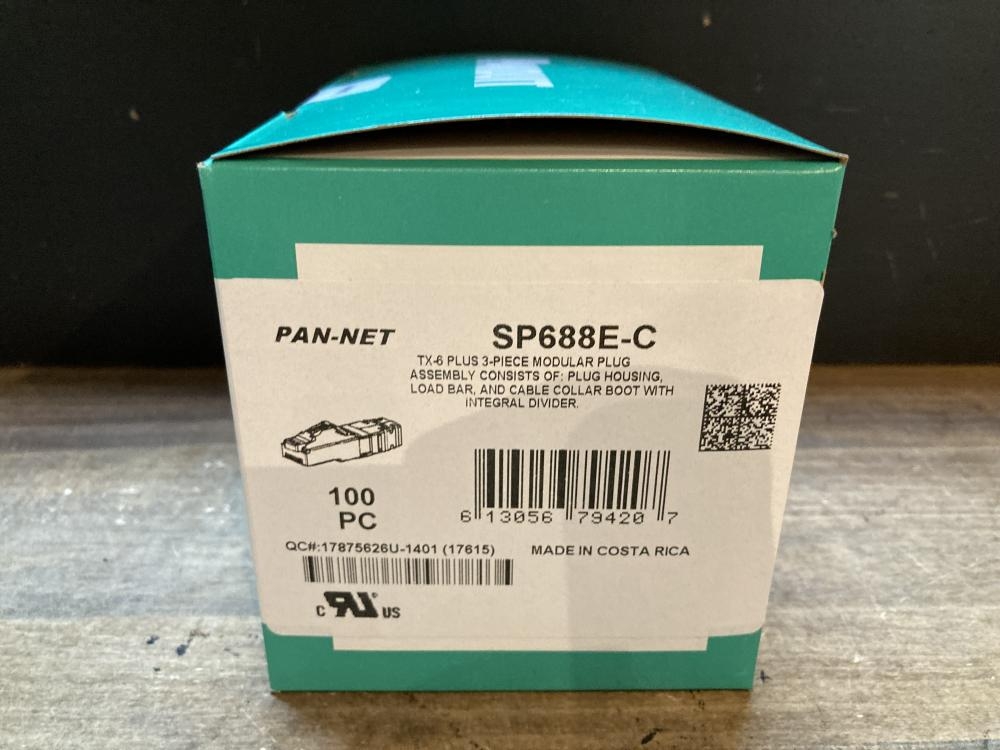 PAN-NET
SP688E-C
TX-6 PLUS 3-PIECE MODULAR PLUG
ASSEMBLY CONSISTS OF: PLUG HOUSING,
LOAD BAR, AND CABLE COLLAR BOOT WITH
INTEGRAL DIVIDER.
100
PC
6 13056 79420 7
QC#:17875626U-1401 (17615)
MADE IN COSTA RICA
C RU® US